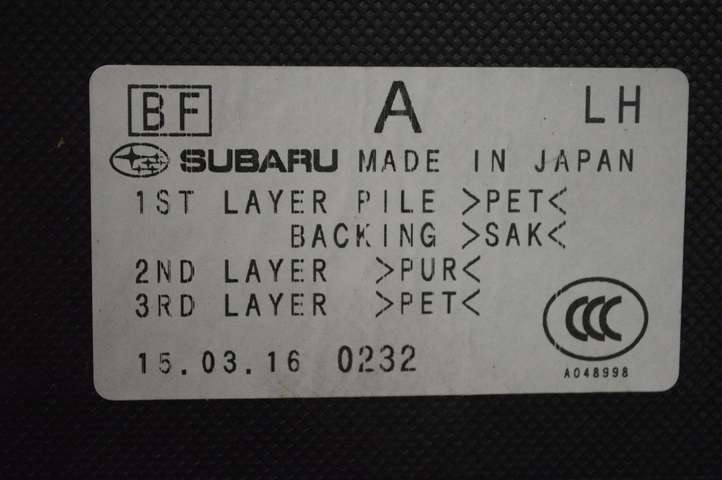 BF A LH
SUBARU MADE IN JAPAN
1ST LAYER PILE >PET<
BACKING >SAK<
2ND LAYER >PUR<
3RD LAYER >PET<
CCC
15.03.16 0232
A048998